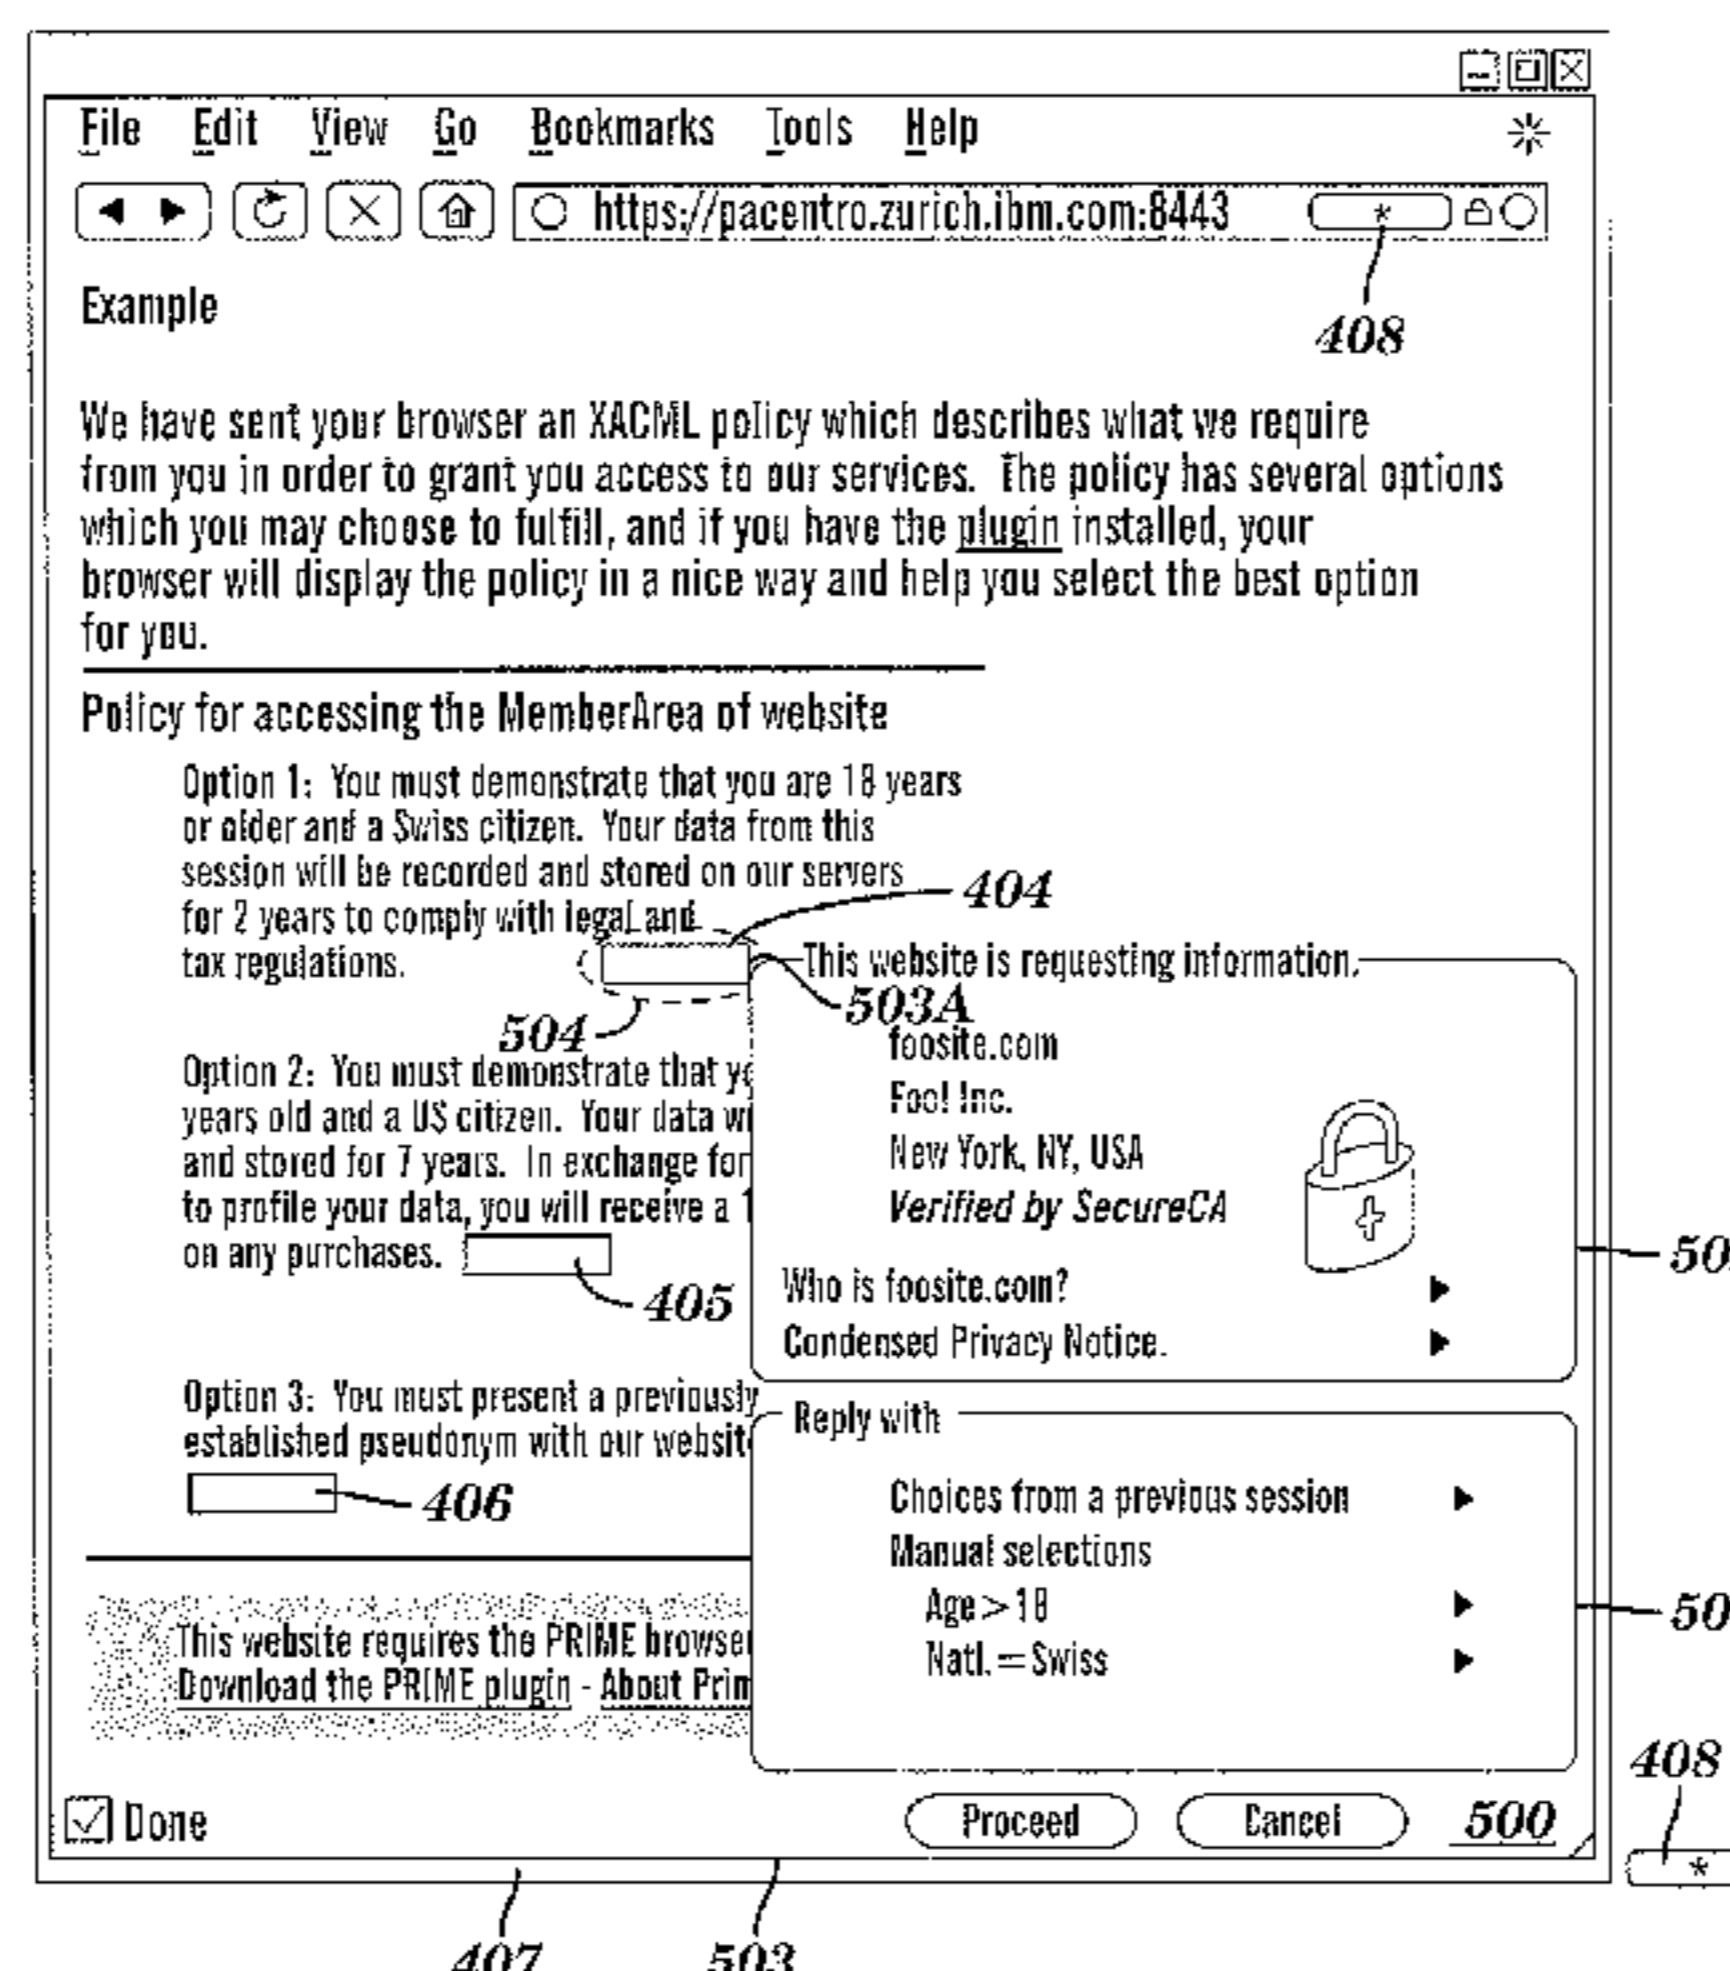 File Edit View Go Bookmarks Tools Help
https://pacentro.zurich.ibm.com:8443 *
408
Example
We have sent your browser an XACML policy which describes what we require
from you in order to grant you access to our services. The policy has several options
which you may choose to fulfill, and if you have the plugin installed, your
browser will display the policy in a nice way and help you select the best option
for you.
Policy for accessing the MemberArea of website
Option 1: You must demonstrate that you are 18 years
or older and a Swiss citizen. Your data from this
session will be recorded and stored on our servers
for 2 years to comply with legal and
tax regulations.
404
503A
504
Option 2: You must demonstrate that
years old and a US citizen. Your data
and stored for 7 years. In exchange for
to profile your data, you will receive a
on any purchases.
405
Option 3: You must present a previously
established pseudonym with our
406
This website requires the PRIME
Download the PRIME plugin - About
This website is requesting information.
foosite.com
Foo! Inc.
New York, NY, USA
Verified by SecureCA
Who is foosite.com?
Condensed Privacy Notice.
Reply with
Choices from a previous session
Manual selections
Age > 18
Natl. = Swiss
Done
Proceed Cancel 500
408
*
407 503